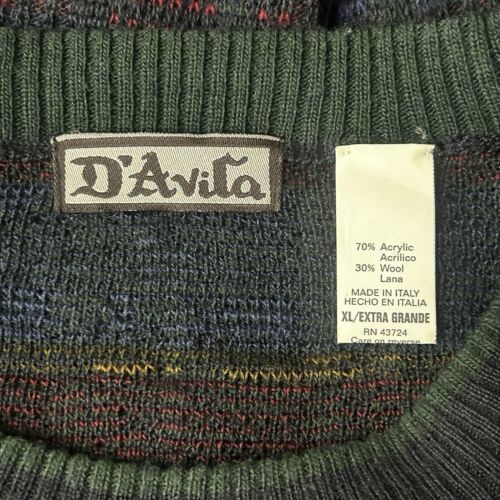 D'Avila
70% Acrylic
Acrilico
30% Wool
Lana
MADE IN ITALY
HECHO EN ITALIA
XL/EXTRA GRANDE
RN 43724
Care on reverse